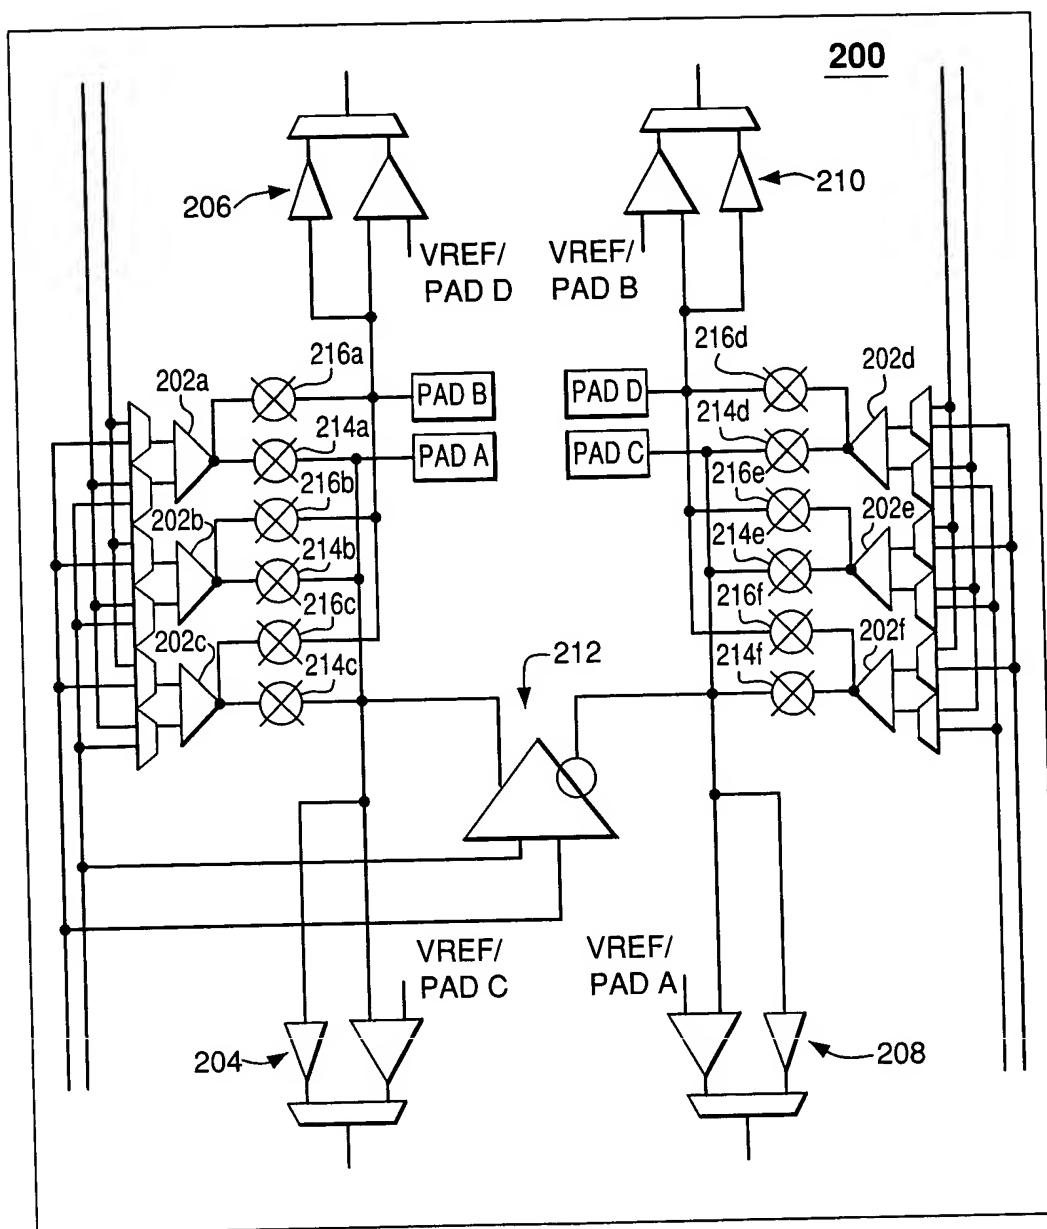 200
206
210
VREF/
PAD D
VREF/
PAD B
216a
216d
202a
202d
PAD B
PAD D
214a
214d
PAD A
PAD C
216b
216e
202b
202e
214b
214e
216c
216f
202c
202f
214c
212
214f
VREF/
PAD C
VREF/
PAD A
204
208